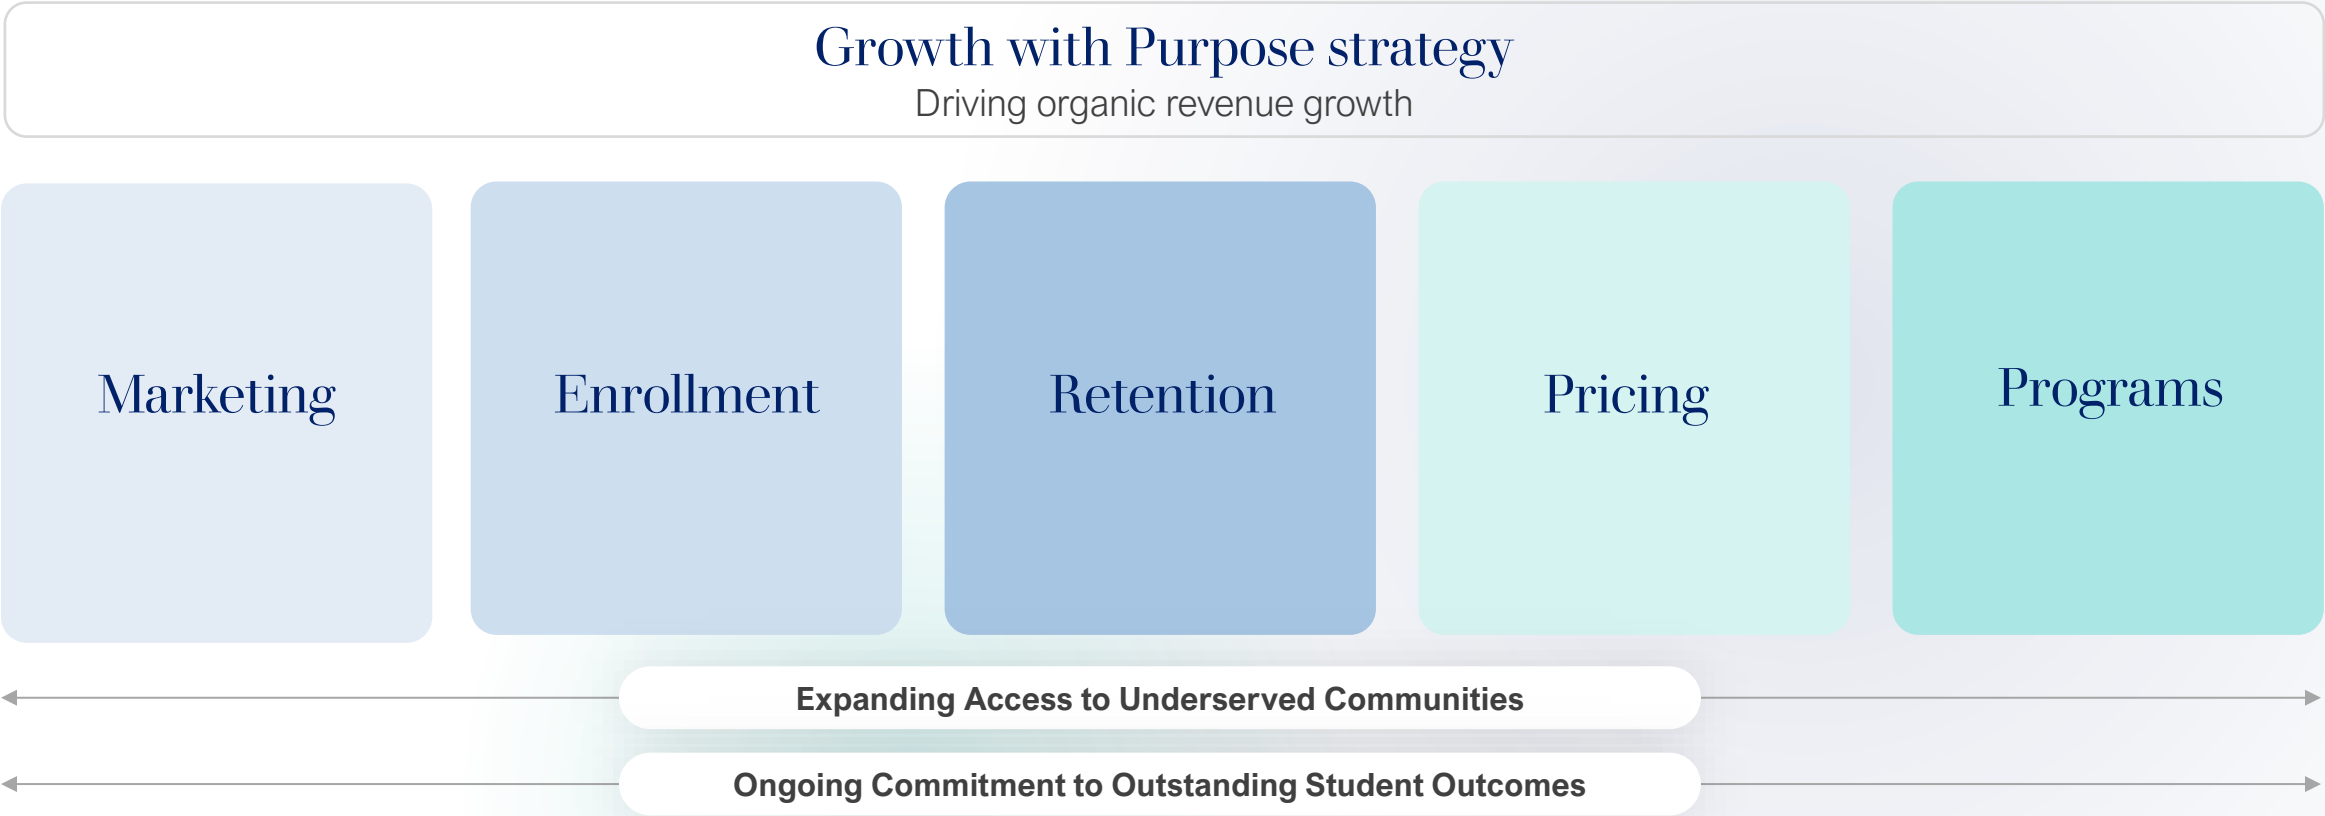 Growth with Purpose strategy
Driving organic revenue growth
Marketing
Enrollment
Retention
Pricing
Programs
Expanding Access to Underserved Communities
Ongoing Commitment to Outstanding Student Outcomes